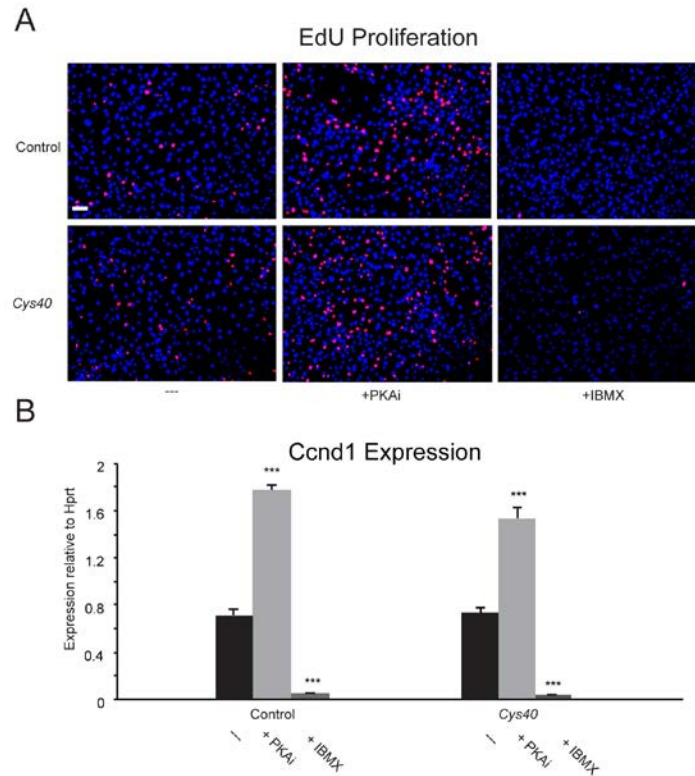 A
EdU Proliferation
Control
Cys40
---
+PKAi
+IBMX
B
Ccnd1 Expression
Expression relative to Hprt
2
1.6
1.2
0.8
0.4
0
***
***
***
***
Control
Cys40
---
+ PKAi
+ IBMX
---
+ PKAi
+ IBMX